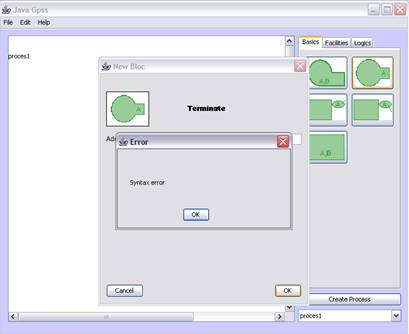 Java Gpss
File Edit Help
proces1
Basics Facilities Logics
New Bloc
A,B
A
A
Terminate
A
A
Error
A,B
Syntax error
OK
Cancel
OK
Create Process
proces1